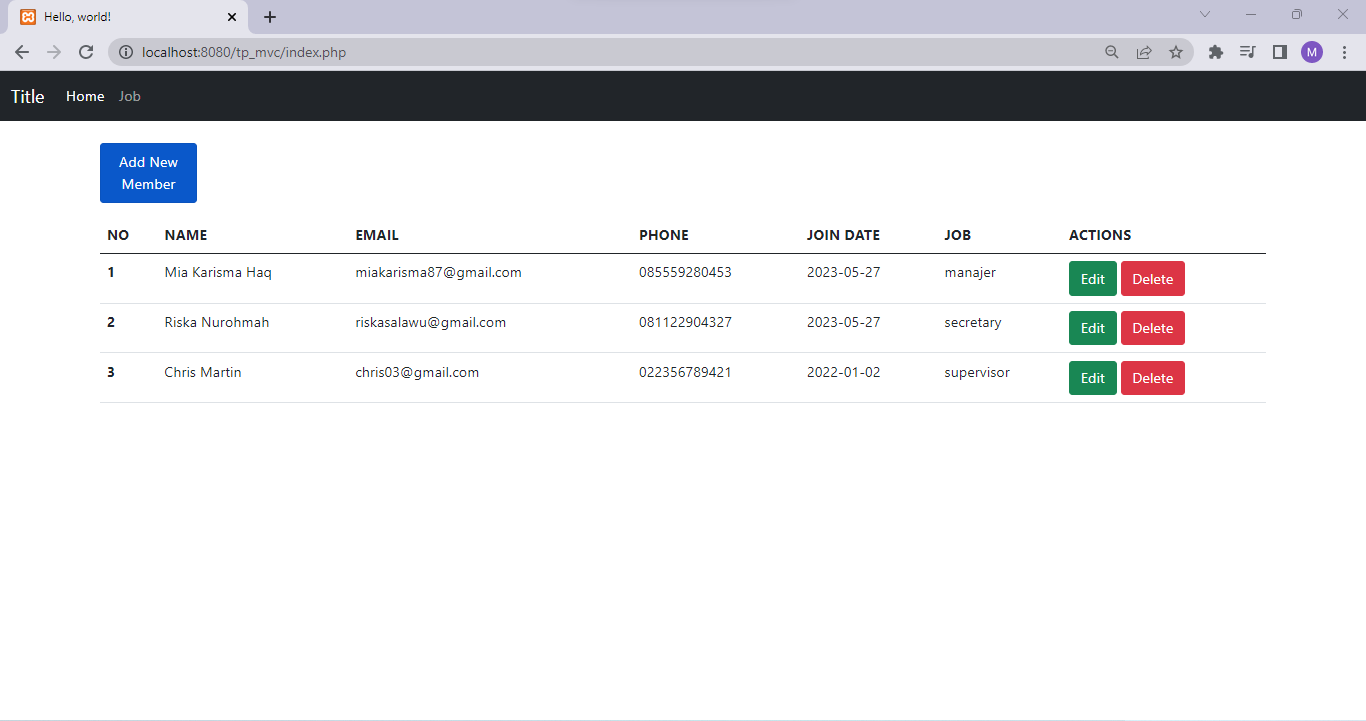 Hello, world!
localhost:8080/tp_mvc/index.php
M
Title Home Job
Add New
Member
NO NAME EMAIL PHONE JOIN DATE JOB ACTIONS
1 Mia Karisma Haq miakarisma87@gmail.com 085559280453 2023-05-27 manajer Edit Delete
2 Riska Nurohmah riskasalawu@gmail.com 081122904327 2023-05-27 secretary Edit Delete
3 Chris Martin chris03@gmail.com 022356789421 2022-01-02 supervisor Edit Delete